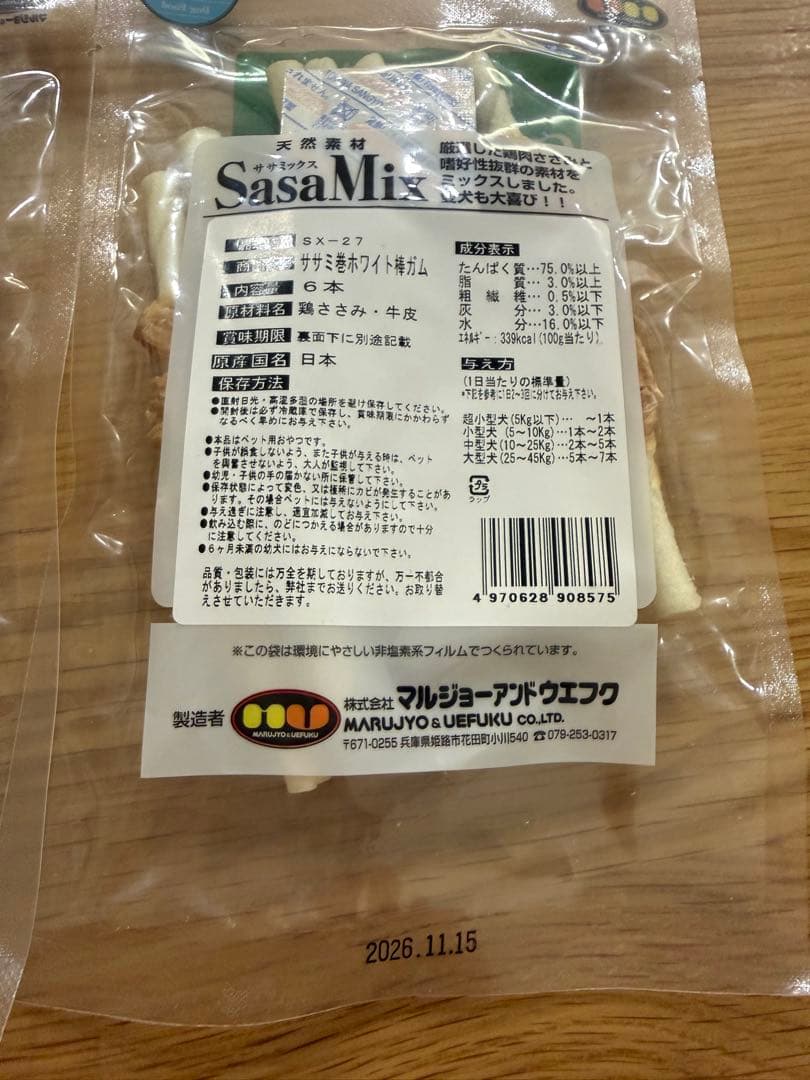 Dog Food
天然素材
ササミックス
SasaMix
厳選した鶏肉ささみと
嗜好性抜群の素材を
ミックスしました。
愛犬も大喜び！！
SX-27
商品名 ササミ巻ホワイト棒ガム
内容量 6本
原材料名 鶏ささみ・牛皮
賞味期限 裏面下に別途記載
原産国名 日本
保存方法
●直射日光・高温多湿の場所を避け保存してください。
●開封後は必ず冷蔵庫で保存し、賞味期限にかかわらず
なるべく早めにお与え下さい。
●本品はペット用おやつです。
●子供が誤食しないよう、また子供が与える時は、ペット
を興奮させないよう、大人が監視して下さい。
●幼児・子供の手の届かない所に保管して下さい。
●保存状態によって変色、又は極稀にカビが発生することがあ
ります。その場合ペットには与えないようにして下さい。
●与え過ぎに注意し、適宜加減してお与え下さい。
●飲み込む際に、のどにつかえる場合がありますので十分
に注意してください。
●6ヶ月未満の幼犬にはお与えにならないで下さい。
品質・包装には万全を期しておりますが、万一不都合
がありましたら、弊社までお送りください。お取り替
えさせていただきます。
成分表示
たんぱく質…75.0%以上
脂質…3.0%以上
粗繊維…0.5%以下
灰分…3.0%以下
水分…16.0%以下
エネルギー:339kcal(100g当たり)
与え方
(1日当たりの標準量)
*下記を参考に1日2~3回に分けてお与え下さい。
超小型犬(5Kg以下)… ～1本
小型犬(5～10Kg)…1本～2本
中型犬(10～25Kg)…2本～5本
大型犬(25～45Kg)…5本～7本
プラ
ラップ
4 970628 908575
※この袋は環境にやさしい非塩素系フィルムでつくられています。
製造者
MARUJYO & UEFUKU
株式会社 マルジョーアンドウエフク
MARUJYO & UEFUKU CO.,LTD.
〒671-0255 兵庫県姫路市花田町小川540 ☎079-253-0317
2026.11.15